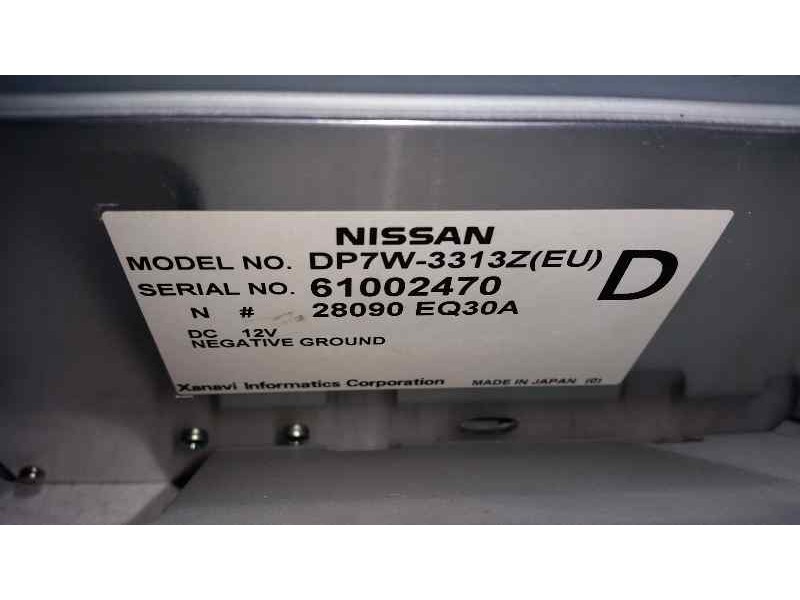 NISSAN
MODEL NO. DP7W-3313Z(EU) D
SERIAL NO. 61002470
N # 28090 EQ30A
DC 12V
NEGATIVE GROUND
Xanavi Informatics Corporation MADE IN JAPAN (C)